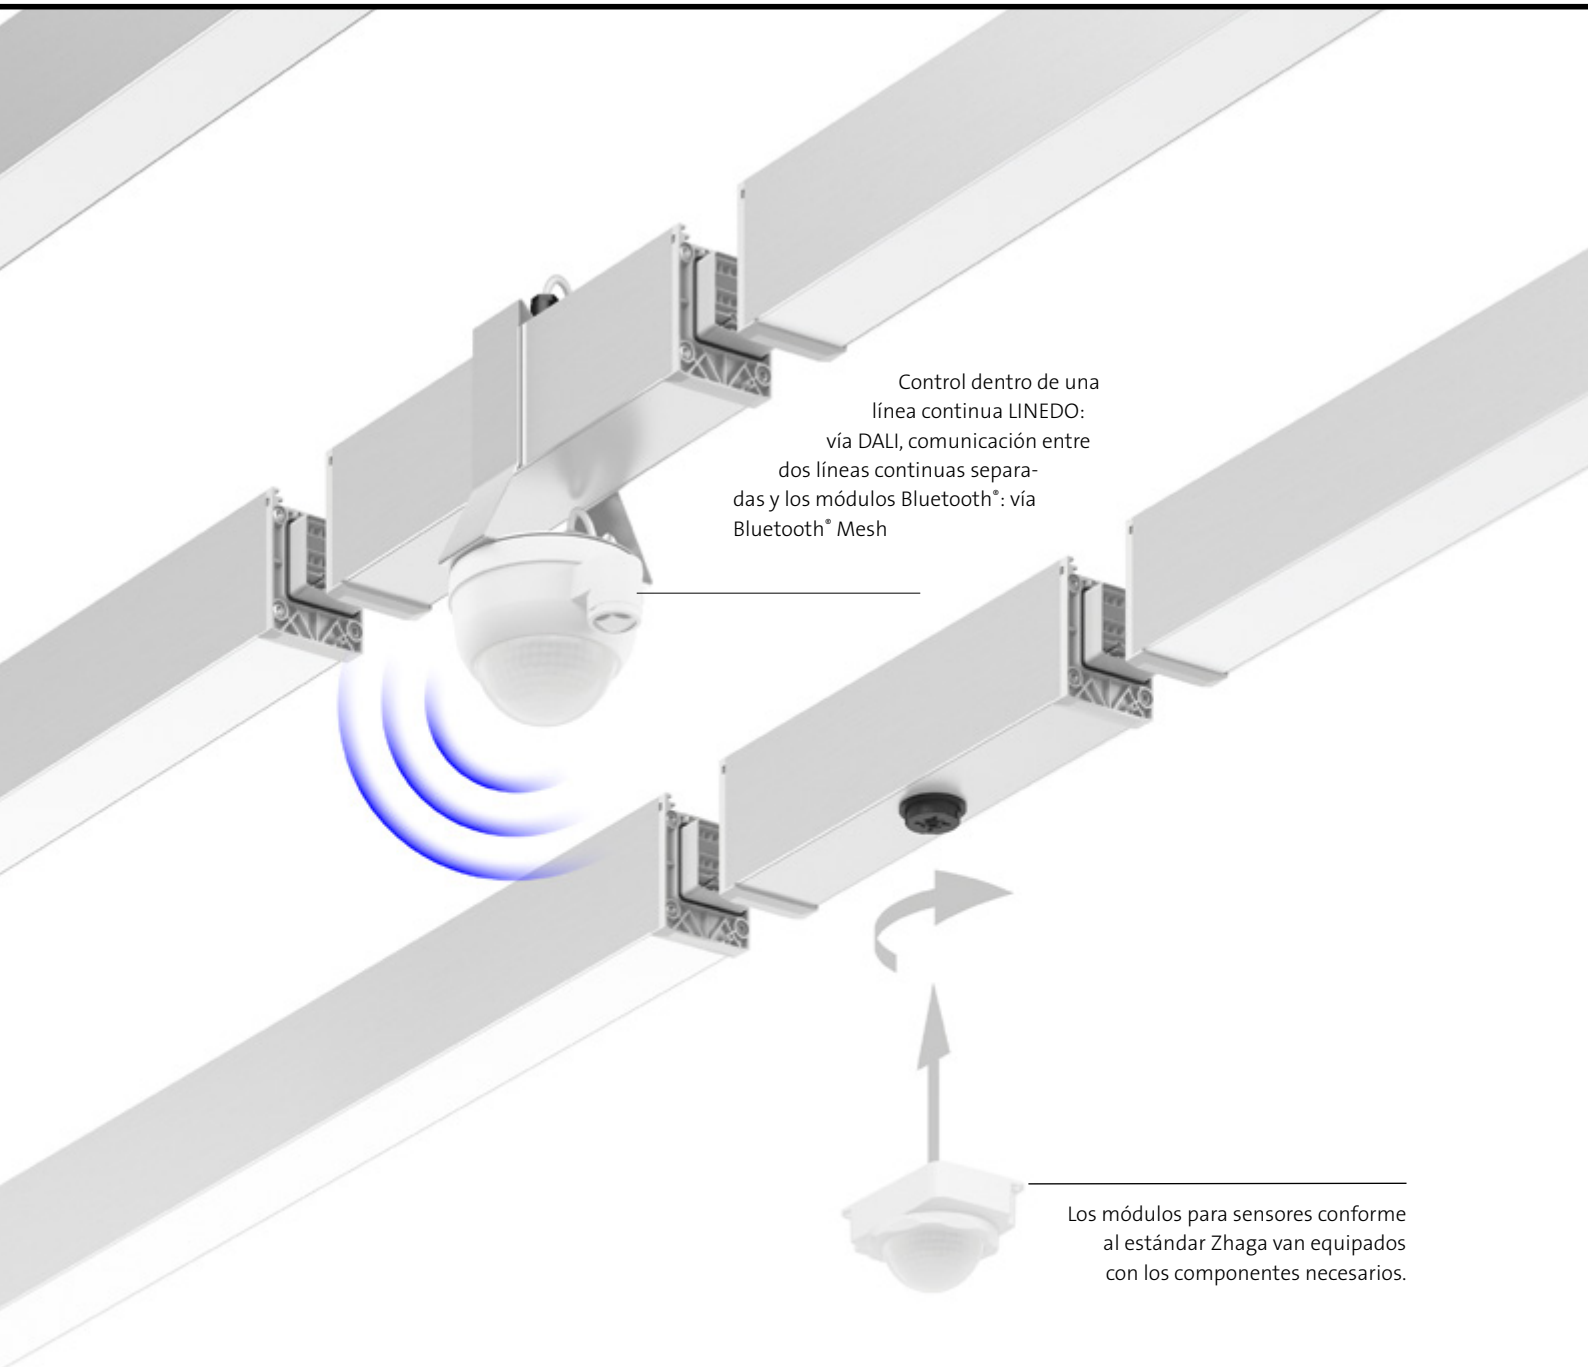 Control dentro de una
línea continua LINEDO:
vía DALI, comunicación entre
dos líneas continuas separa-
das y los módulos Bluetooth®: vía
Bluetooth® Mesh
Los módulos para sensores conforme
al estándar Zhaga van equipados
con los componentes necesarios.